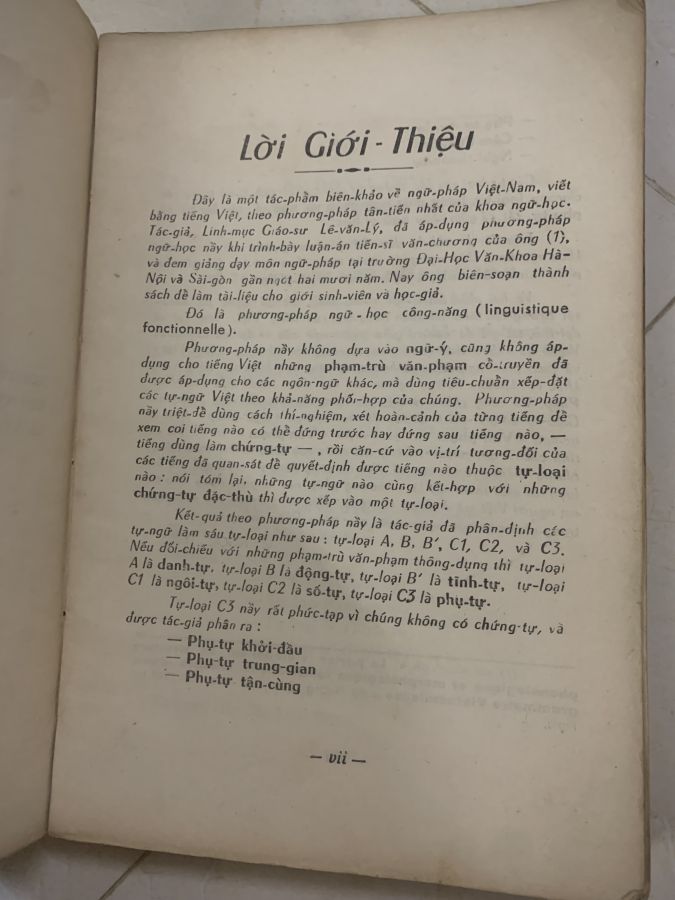 Lời Giới - Thiệu
Đây là một tác-phầm biên-khảo về ngữ-pháp Việt-Nam, viết
bằng tiếng Việt, theo phương-pháp tân-tiến nhất của khoa ngữ-học.
Tác-giả, Linh-mục Giáo-sư Lê-văn-Lý, đã áp-dụng phương-pháp
ngữ-học nầy khi trình-bày luận-án tiến-sĩ văn-chương của ông (1),
và đem giảng dạy môn ngữ-pháp tại trường Đại-Học Văn-Khoa Hà-
Nội và Sài-gòn gần ngót hai mươi năm. Nay ông biên-soạn thành
sách để làm tài-liệu cho giới sinh-viên và học-giả.
Đó là phương-pháp ngữ - học công-năng (linguistique
fonctionnelle).
Phương-pháp nầy không dựa vào ngữ-ý, cũng không áp-
dụng cho tiếng Việt những phạm-trù văn-phạm cổ-truyền đã
được áp-dụng cho các ngôn-ngữ khác, mà dùng tiêu-chuẩn xếp-đặt
các tự-ngữ Việt theo khả-năng phối-hợp của chúng. Phương-pháp
nầy triệt-để dùng cách thí-nghiệm, xét hoàn-cảnh của từng tiếng để
xem coi tiếng nào có thể đứng trước hay đứng sau tiếng nào, —
tiếng dùng làm chứng-tự — , rồi căn-cứ vào vị-trí tương-đối của
các tiếng đã quan-sát để quyết-định được tiếng nào thuộc tự-loại
nào : nói tóm lại, những tự-ngữ nào cùng kết-hợp với những
chứng-tự đặc-thù thì được xếp vào một tự-loại.
Kết-quả theo phương-pháp nầy là tác-giả đã phân-định các
tự-ngữ làm sáu tự-loại như sau : tự-loại A, B, B', C1, C2, và C3.
Nếu đối-chiếu với những phạm-trù văn-phạm thông-dụng thì tự-loại
A là danh-tự, tự-loại B là động-tự, tự-loại B' là tĩnh-tự, tự-loại
C1 là ngôi-tự, tự-loại C2 là số-tự, tự-loại C3 là phụ-tự.
Tự-loại C3 nầy rất phức-tạp vì chúng không có chứng-tự, và
được tác-giả phân ra :
— Phụ-tự khởi-đầu
— Phụ-tự trung-gian
— Phụ-tự tận-cùng
— vii —